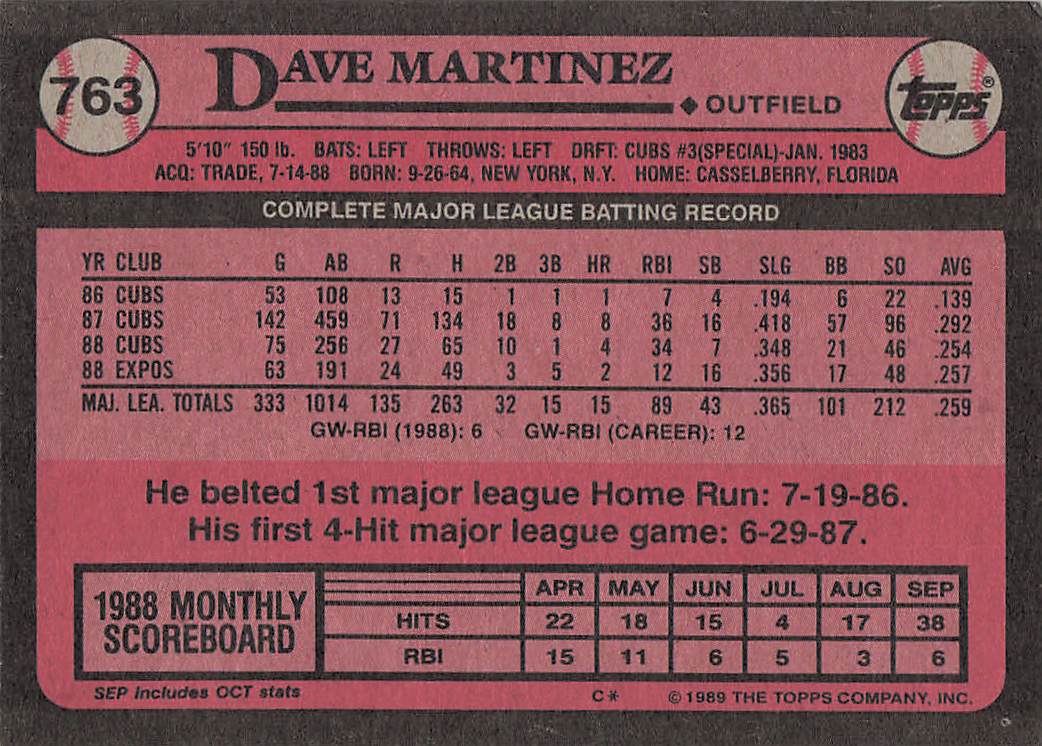 763
DAVE MARTINEZ
◆ OUTFIELD
Topps®
5'10" 150 lb. BATS: LEFT THROWS: LEFT DRFT: CUBS #3(SPECIAL)-JAN. 1983
ACQ: TRADE, 7-14-88 BORN: 9-26-64, NEW YORK, N.Y. HOME: CASSELBERRY, FLORIDA
COMPLETE MAJOR LEAGUE BATTING RECORD
YR CLUB G AB R H 2B 3B HR RBI SB SLG BB SO AVG
86 CUBS 53 108 13 15 1 1 1 7 4 .194 6 22 .139
87 CUBS 142 459 71 134 18 8 8 36 16 .418 57 96 .292
88 CUBS 75 256 27 65 10 1 4 34 7 .348 21 46 .254
88 EXPOS 63 191 24 49 3 5 2 12 16 .356 17 48 .257
MAJ. LEA. TOTALS 333 1014 135 263 32 15 15 89 43 .365 101 212 .259
GW-RBI (1988): 6 GW-RBI (CAREER): 12
He belted 1st major league Home Run: 7-19-86.
His first 4-Hit major league game: 6-29-87.
1988 MONTHLY
SCOREBOARD
APR MAY JUN JUL AUG SEP
HITS 22 18 15 4 17 38
RBI 15 11 6 5 3 6
SEP includes OCT stats
C* © 1989 THE TOPPS COMPANY, INC.